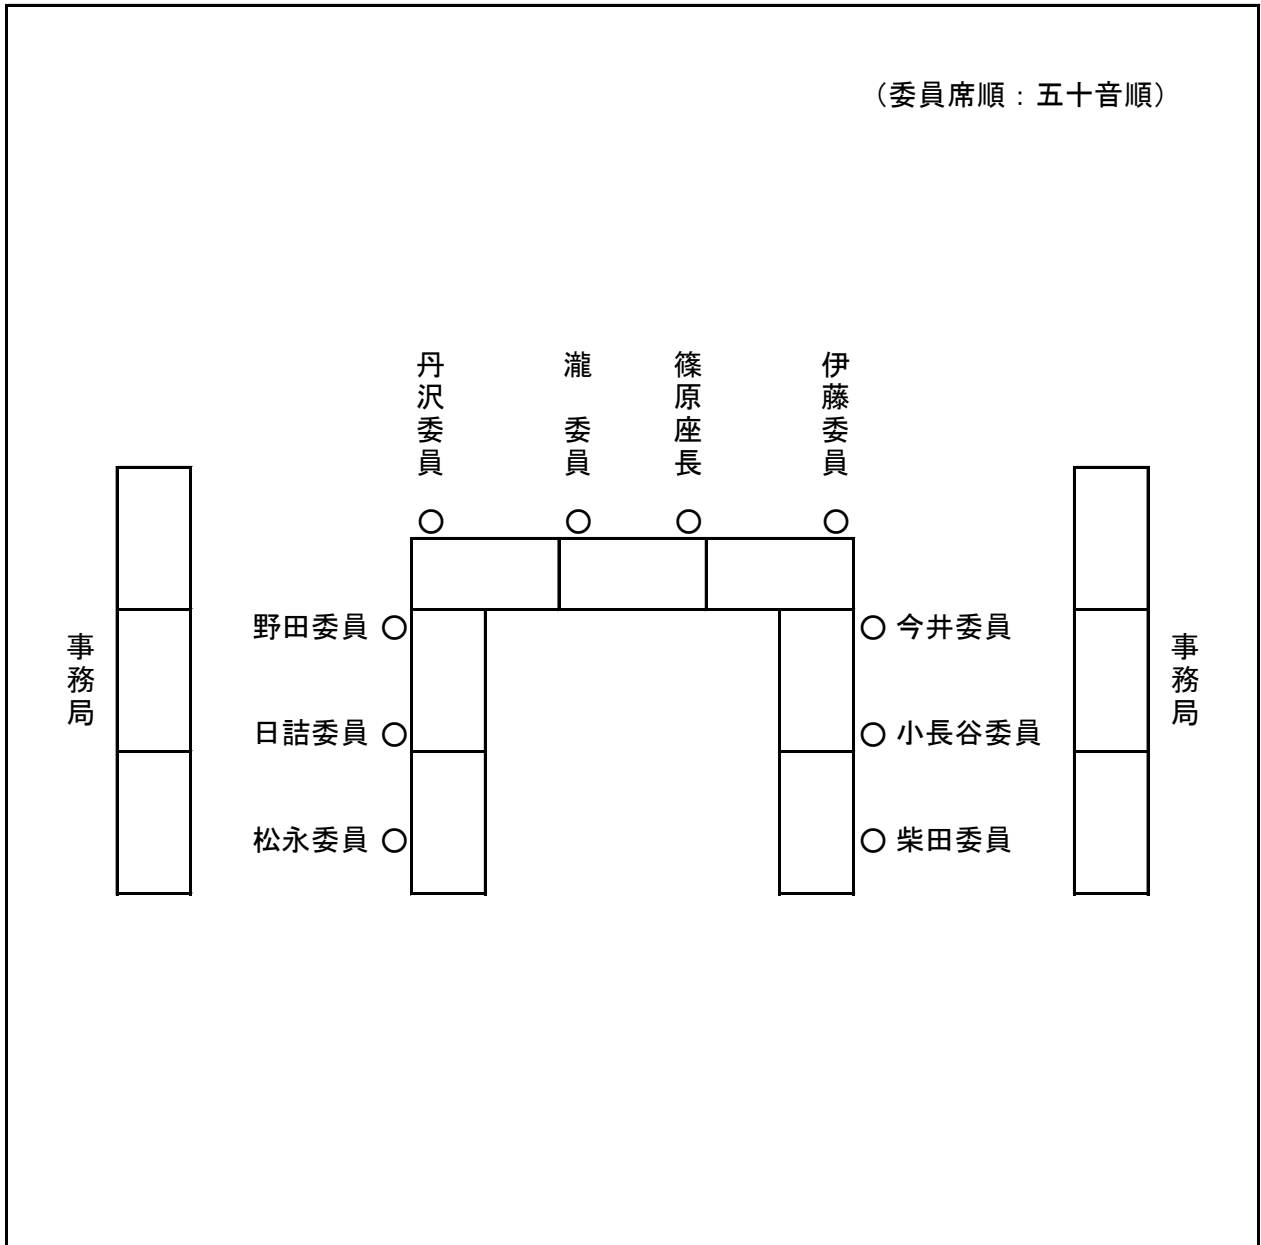 （委員席順：五十音順）
丹沢委員
瀧　委員
篠原座長
伊藤委員
事務局
野田委員
日詰委員
松永委員
今井委員
小長谷委員
柴田委員
事務局